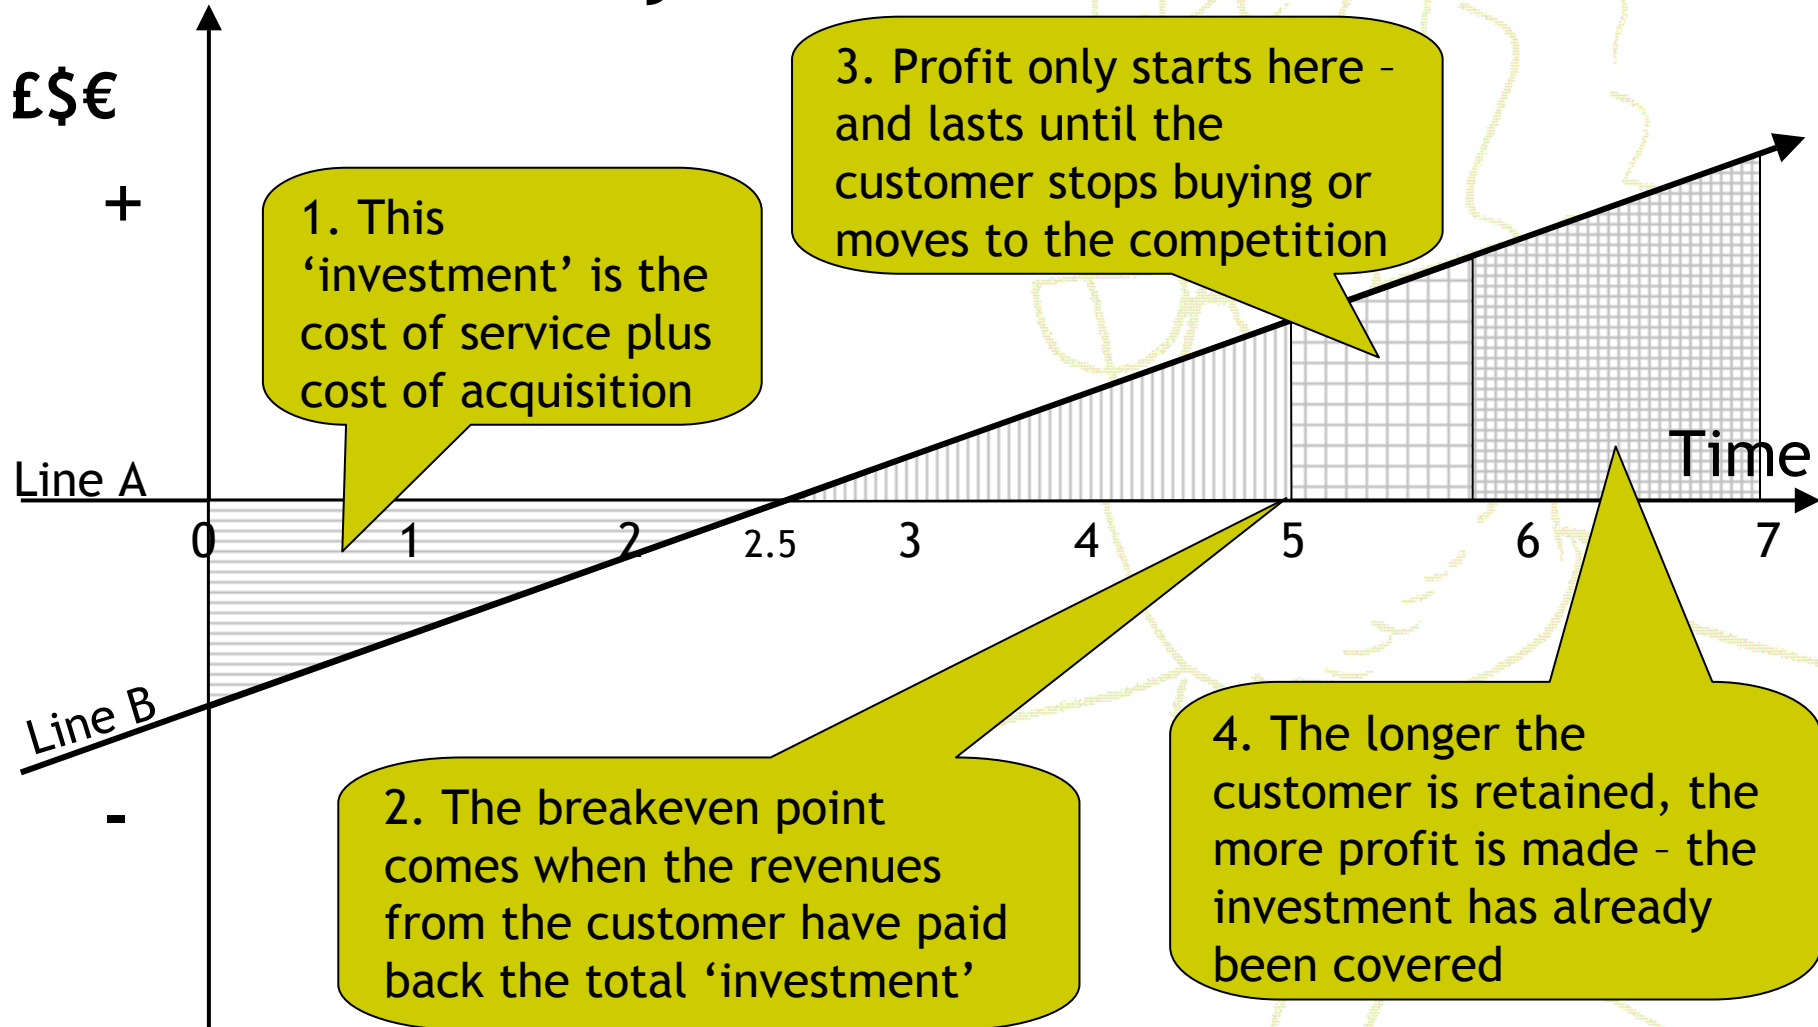 £$€
+
1. This
‘investment’ is the
cost of service plus
cost of acquisition
3. Profit only starts here –
and lasts until the
customer stops buying or
moves to the competition
Line A
Time
0 1 2 2.5 3 4 5 6 7
Line B
-
2. The breakeven point
comes when the revenues
from the customer have paid
back the total ‘investment’
4. The longer the
customer is retained, the
more profit is made – the
investment has already
been covered